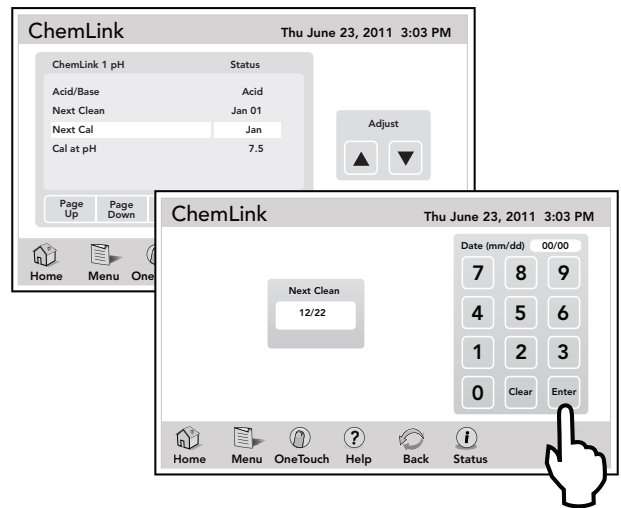 ChemLink Thu June 23, 2011 3:03 PM
ChemLink 1 pH Status
Acid/Base Acid
Next Clean Jan 01
Next Cal Jan
Cal at pH 7.5
Adjust
Page Up Page Down
Home Menu One
ChemLink Thu June 23, 2011 3:03 PM
Date (mm/dd) 00/00
Next Clean
12/22
7 8 9
4 5 6
1 2 3
0 Clear Enter
Home Menu OneTouch Help Back Status